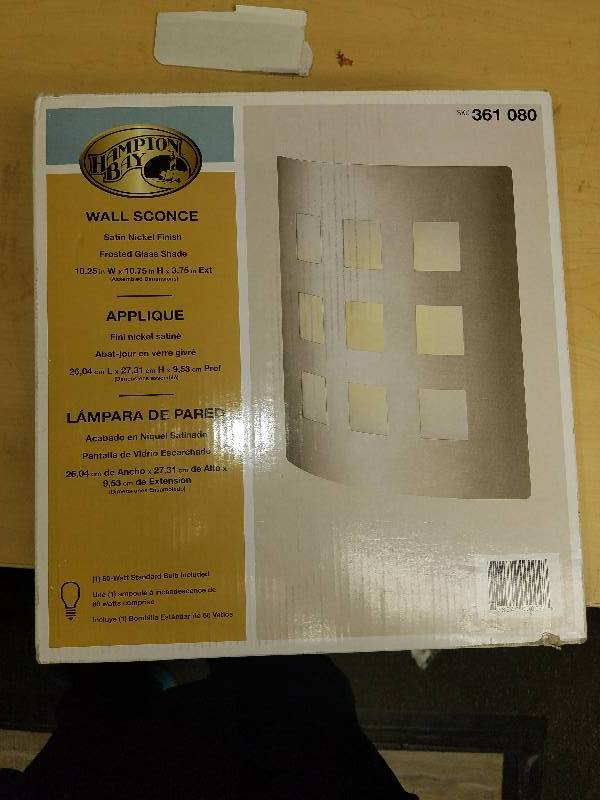 HAMPTON
BAY
SKU 361 080
WALL SCONCE
Satin Nickel Finish
Frosted Glass Shade
10.25 in W x 10.75 in H x 3.75 in Ext
(Assembled Dimensions)
APPLIQUE
Fini nickel satiné
Abat-jour en verre givré
26,04 cm L x 27,31 cm H x 9,53 cm Prof
(Dimensions assemblé)
LÁMPARA DE PARED
Acabado en Níquel Satinado
Pantalla de Vidrio Escarchado
26,04 cm de Ancho x 27,31 cm de Alto x
9,53 cm de Extensión
(Dimensiones Ensamblado)
(1) 60-Watt Standard Bulb Included
Une (1) ampoule à incandescence de
60 watts comprise
Incluye (1) Bombilla Estándar de 60 Vatios